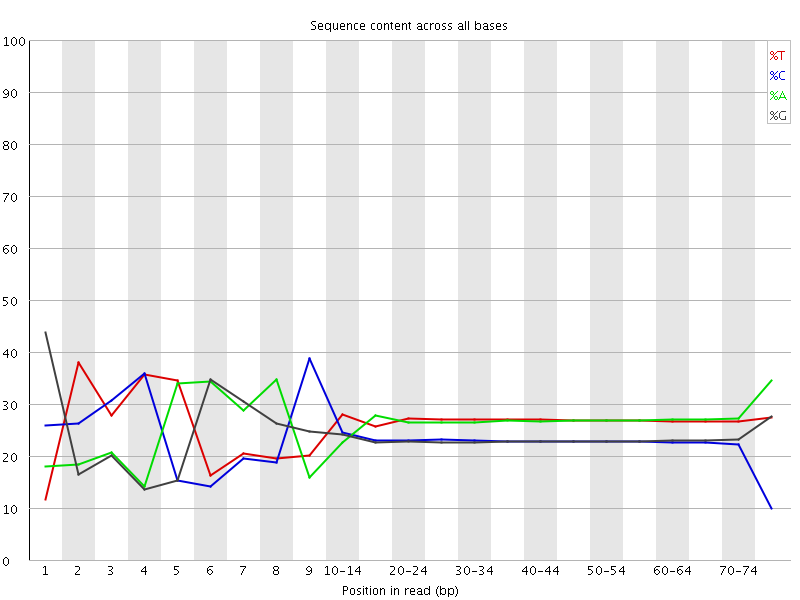 Sequence content across all bases
100
90
80
70
60
50
40
30
20
10
0
%T
%C
%A
%G
1 2 3 4 5 6 7 8 9 10-14 20-24 30-34 40-44 50-54 60-64 70-74
Position in read (bp)